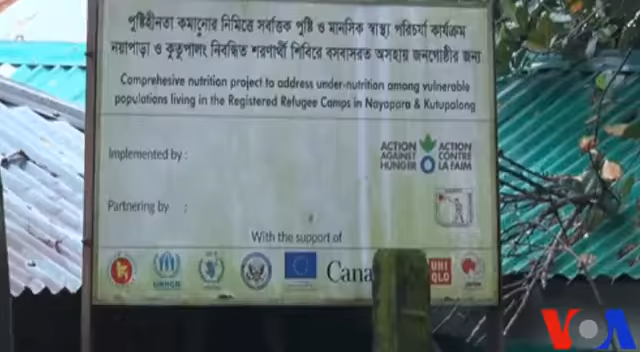 পুষ্টিহীনতা কমানোর নিমিত্তে সর্বাত্তক পুষ্টি ও মানসিক স্বাস্থ্য পরিচর্যা কার্যক্রম
নয়াপাড়া ও কুতুপালং নিবন্ধিত শরণার্থী শিবিরে বসবাসরত অসহায় জনগোষ্ঠীর জন্য
Comprehesive nutrition project to address under-nutrition among vulnerable
populations living in the Registered Refugee Camps in Nayapara & Kutupalong
Implemented by :
ACTION AGAINST HUNGER
ACTION CONTRE LA FAIM
Partnering by :
With the support of
UNHCR
Cana
UNI
QLO
VOA